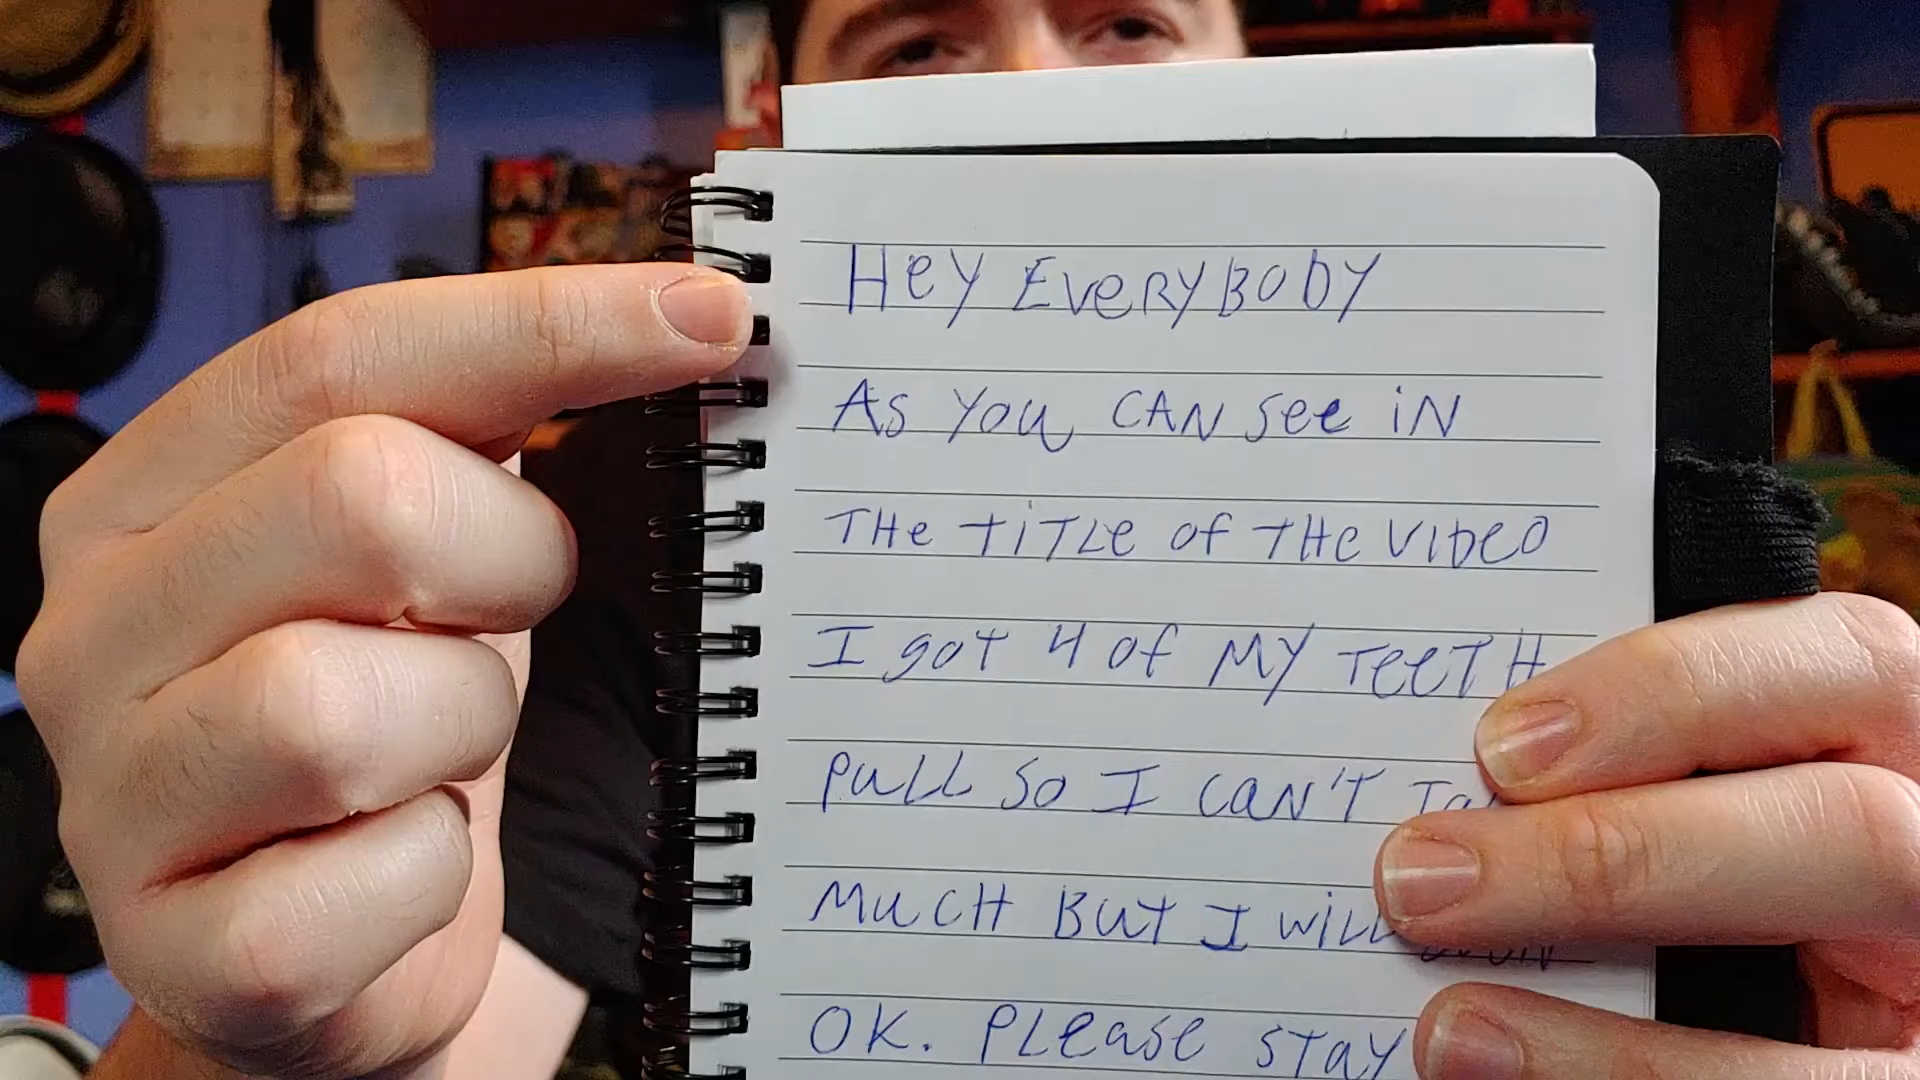 Hey EVeRYBODY
As You CAN see iN
THe TiTLe of THe VIDeO
I got 4 of MY TeeTH
PuLL So I CaN'T
MuCH BuT I WiLL
OK. PLease STaY